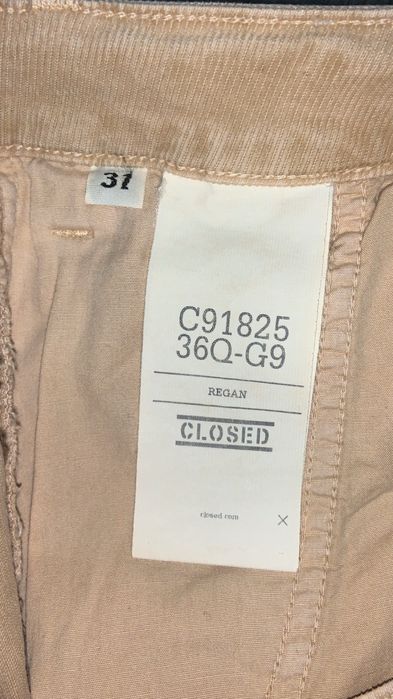 31
C91825
36Q-G9
REGAN
CLOSED
closed com
X